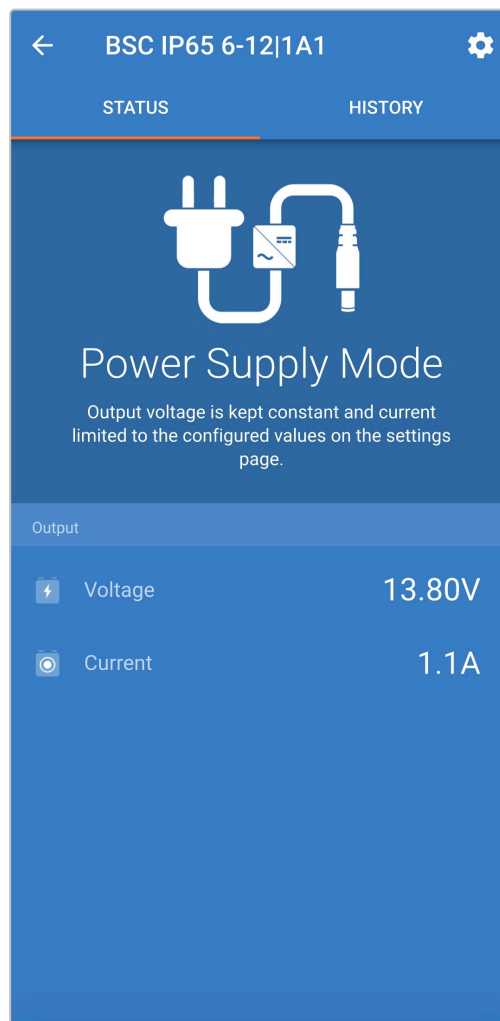 BSC IP65 6-12|1A1
STATUS
HISTORY
Power Supply Mode
Output voltage is kept constant and current
limited to the configured values on the settings
page.
Output
Voltage
13.80V
Current
1.1A